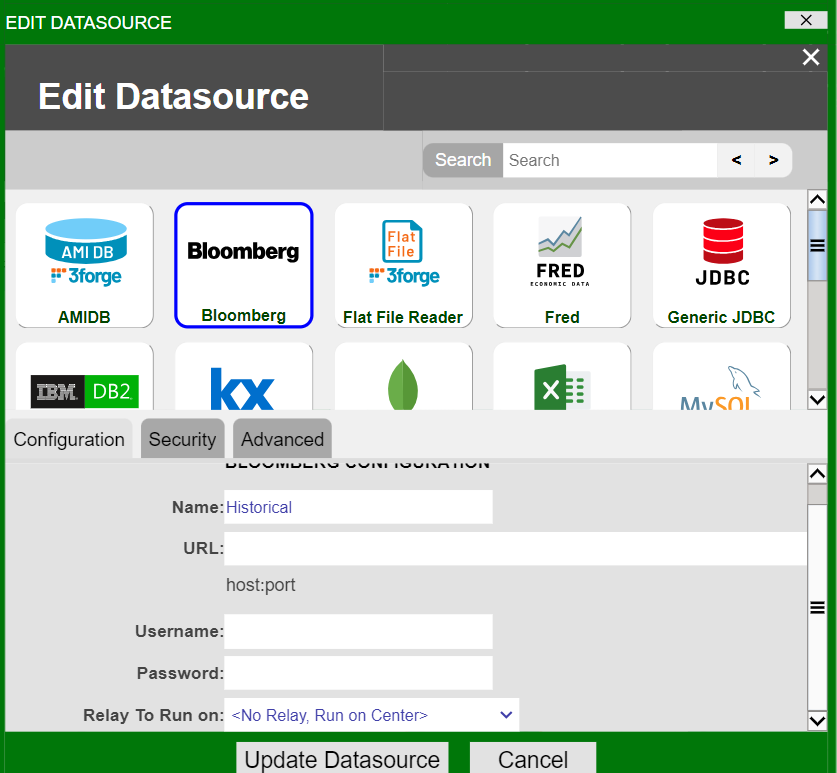 EDIT DATASOURCE
Edit Datasource
Search Search < >
AMI DB
3forge
AMIDB
Bloomberg
Bloomberg
Flat
File
3forge
Flat File Reader
FRED
ECONOMIC DATA
Fred
JDBC
Generic JDBC
IBM DB2
kx
X
MySQL
Configuration Security Advanced
BLOOMBERG CONFIGURATION
Name: Historical
URL:
host:port
Username:
Password:
Relay To Run on: <No Relay, Run on Center>
Update Datasource Cancel